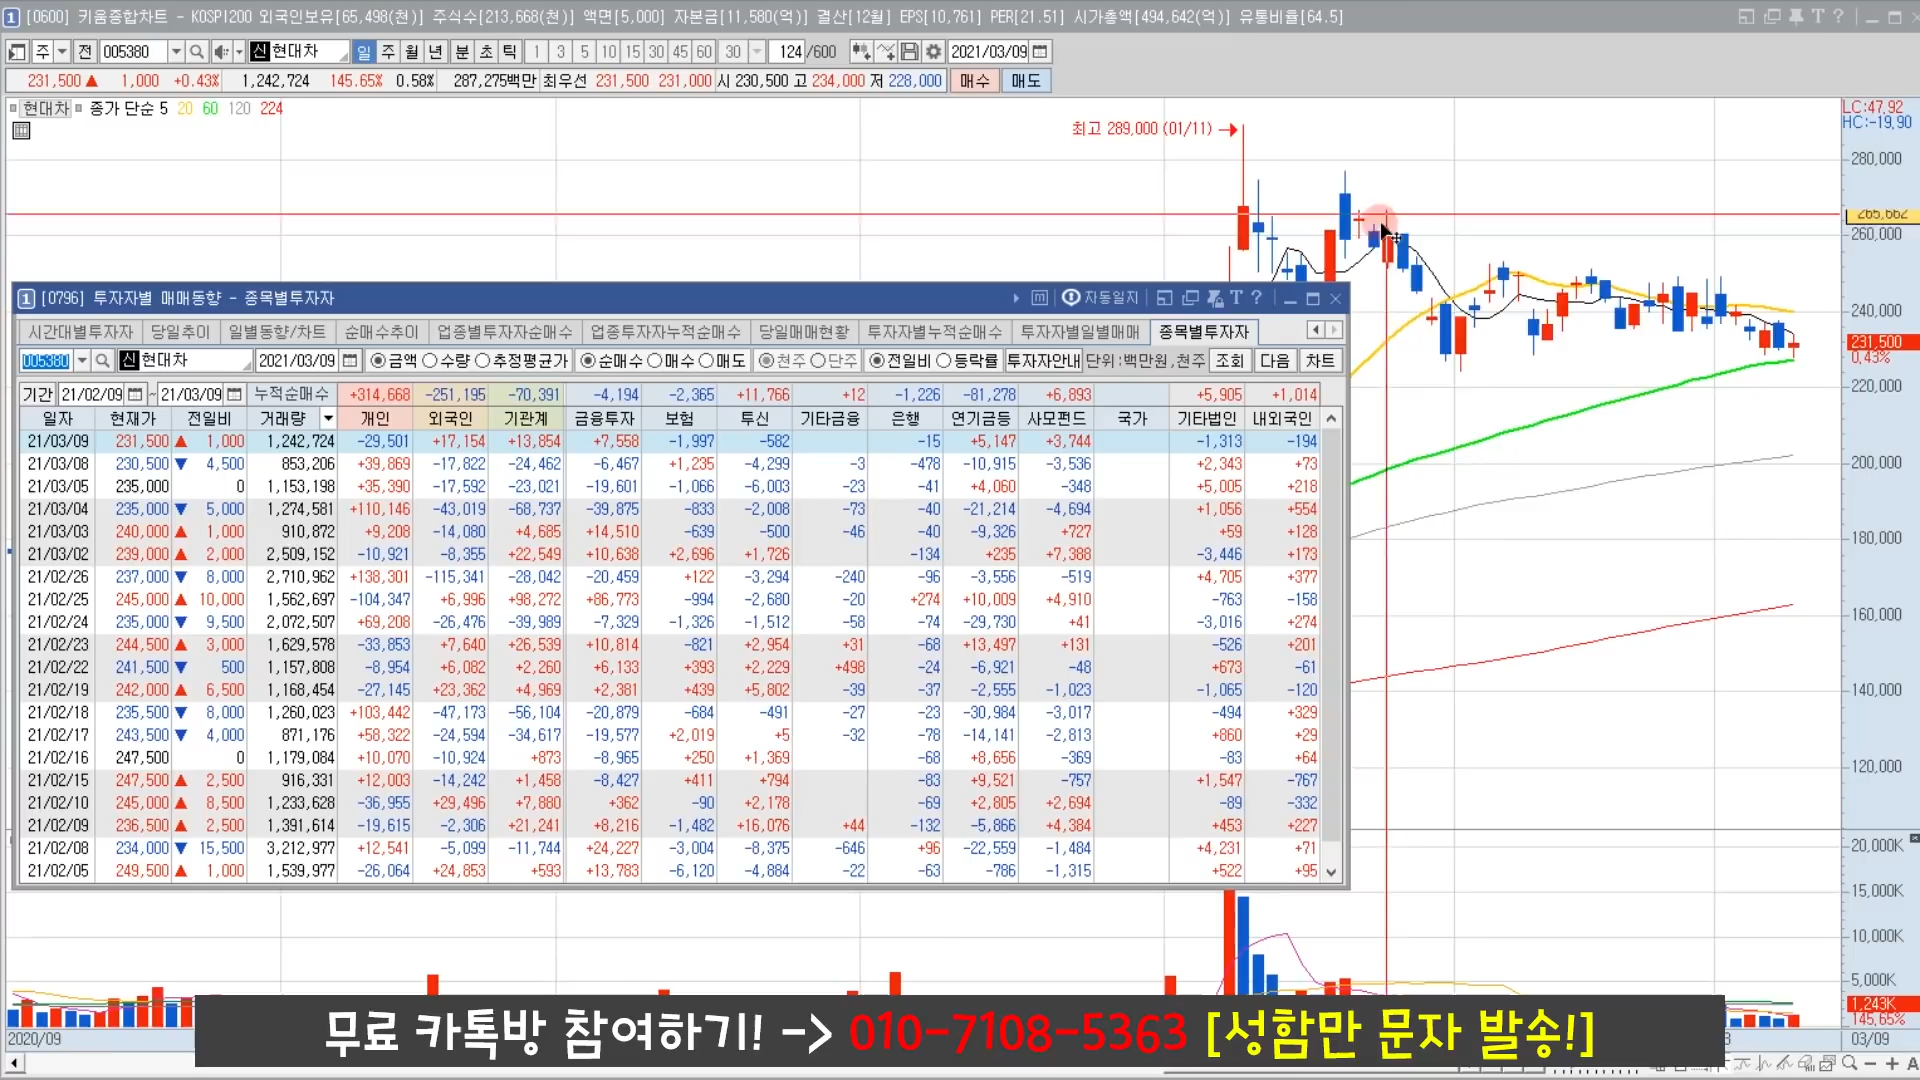 [0600] 키움종합차트 - KOSPI200 외국인보유[65,498(천)] 주식수[213,668(천)] 액면[5,000] 자본금[11,580(억)] 결산[12월] EPS[10,761] PER[21.51] 시가총액[494,642(억)] 유통비율[64.5]
주 전 005380 신 현대차 일 주 월 년 분 초 틱 1 3 5 10 15 30 45 60 30 124 /600 2021/03/09
231,500 ▲ 1,000 +0.43% 1,242,724 145.65% 0.58% 287,275백만 최우선 231,500 231,000 시 230,500 고 234,000 저 228,000 매수 매도
현대차 종가 단순 5 20 60 120 224
LC:47.92
HC:-19.90
최고 289,000 (01/11)
280,000
265,662
260,000
240,000
231,500
0.43%
220,000
200,000
180,000
160,000
140,000
120,000
1 [0796] 투자자별 매매동향 - 종목별투자자 자동일지
시간대별투자자 당일추이 일별동향/차트 순매수추이 업종별투자자순매수 업종투자자누적순매수 당일매매현황 투자자별누적순매수 투자자별일별매매 종목별투자자
005380 신 현대차 2021/03/09 금액 수량 추정평균가 순매수 매수 매도 천주 단주 전일비 등락률 투자자안내 단위:백만원,천주 조회 다음 차트
기간 21/02/09 ~ 21/03/09 누적순매수 +314,668 -251,195 -70,391 -4,194 -2,365 +11,766 +12 -1,226 -81,278 +6,893 +5,905 +1,014
일자 현재가 전일비 거래량 개인 외국인 기관계 금융투자 보험 투신 기타금융 은행 연기금등 사모펀드 국가 기타법인 내외국인
21/03/09 231,500 ▲ 1,000 1,242,724 -29,501 +17,154 +13,854 +7,558 -1,997 -582 -15 +5,147 +3,744 -1,313 -194
21/03/08 230,500 ▼ 4,500 853,206 +39,869 -17,822 -24,462 -6,467 +1,235 -4,299 -3 -478 -10,915 -3,536 +2,343 +73
21/03/05 235,000 0 1,153,198 +35,390 -17,592 -23,021 -19,601 -1,066 -6,003 -23 -41 +4,060 -348 +5,005 +218
21/03/04 235,000 ▼ 5,000 1,274,581 +110,146 -43,019 -68,737 -39,875 -833 -2,008 -73 -40 -21,214 -4,694 +1,056 +554
21/03/03 240,000 ▲ 1,000 910,872 +9,208 -14,080 +4,685 +14,510 -639 -500 -46 -40 -9,326 +727 +59 +128
21/03/02 239,000 ▲ 2,000 2,509,152 -10,921 -8,355 +22,549 +10,638 +2,696 +1,726 -134 +235 +7,388 -3,446 +173
21/02/26 237,000 ▼ 8,000 2,710,962 +138,301 -115,341 -28,042 -20,459 +122 -3,294 -240 -96 -3,556 -519 +4,705 +377
21/02/25 245,000 ▲ 10,000 1,562,697 -104,347 +6,996 +98,272 +86,773 -994 -2,680 -20 +274 +10,009 +4,910 -763 -158
21/02/24 235,000 ▼ 9,500 2,072,507 +69,208 -26,476 -39,989 -7,329 -1,326 -1,512 -58 -74 -29,730 +41 -3,016 +274
21/02/23 244,500 ▲ 3,000 1,629,578 -33,853 +7,640 +26,539 +10,814 -821 +2,954 +31 -68 +13,497 +131 -526 +201
21/02/22 241,500 ▼ 500 1,157,808 -8,954 +6,082 +2,260 +6,133 +393 +2,229 +498 -24 -6,921 -48 +673 -61
21/02/19 242,000 ▲ 6,500 1,168,454 -27,145 +23,362 +4,969 +2,381 +439 +5,802 -39 -37 -2,555 -1,023 -1,065 -120
21/02/18 235,500 ▼ 8,000 1,260,023 +103,442 -47,173 -56,104 -20,879 -684 -491 -27 -23 -30,984 -3,017 -494 +329
21/02/17 243,500 ▼ 4,000 871,176 +58,322 -24,594 -34,617 -19,577 +2,019 +5 -32 -78 -14,141 -2,813 +860 +29
21/02/16 247,500 0 1,179,084 +10,070 -10,924 +873 -8,965 +250 +1,369 -68 +8,656 -369 -83 +64
21/02/15 247,500 ▲ 2,500 916,331 +12,003 -14,242 +1,458 -8,427 +411 +794 -83 +9,521 -757 +1,547 -767
21/02/10 245,000 ▲ 8,500 1,233,628 -36,955 +29,496 +7,880 +362 -90 +2,178 -69 +2,805 +2,694 -89 -332
21/02/09 236,500 ▲ 2,500 1,391,614 -19,615 -2,306 +21,241 +8,216 -1,482 +16,076 +44 -132 -5,866 +4,384 +453 +227
21/02/08 234,000 ▼ 15,500 3,212,977 +12,541 -5,099 -11,744 +24,227 -3,004 -8,375 -646 +96 -22,559 -1,484 +4,231 +71
21/02/05 249,500 ▲ 1,000 1,539,977 -26,064 +24,853 +593 +13,783 -6,120 -4,884 -22 -63 -786 -1,315 +522 +95
20,000K
15,000K
10,000K
5,000K
1,243K
145.65%
2020/09
03/09
무료 카톡방 참여하기! -> 010-7108-5363 [성함만 문자 발송!]